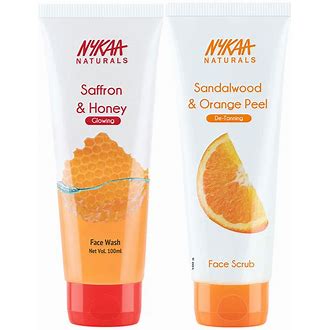 NYKAA
NATURALS
Saffron
& Honey
Glowing
Face Wash
Net Vol. 100ml
NYKAA
NATURALS
Sandalwood
& Orange Peel
De-Tanning
Face Scrub